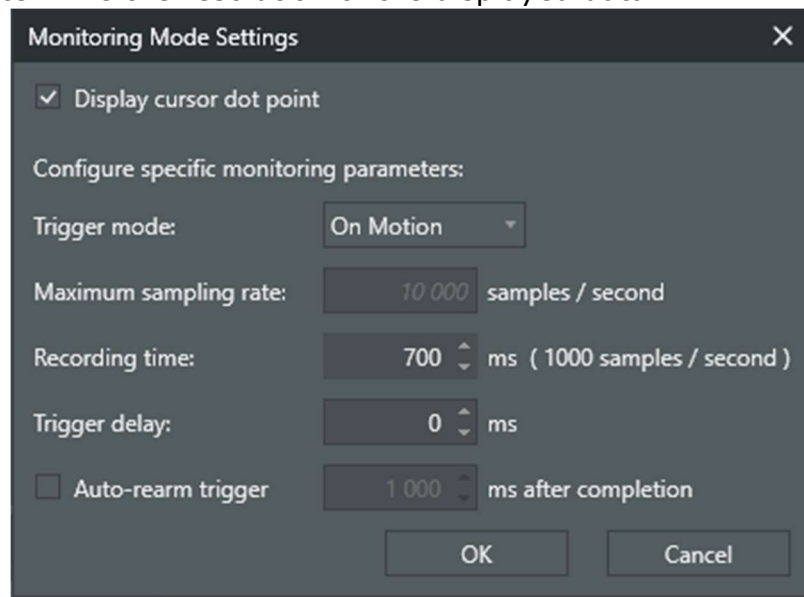 Monitoring Mode Settings
Display cursor dot point
Configure specific monitoring parameters:
Trigger mode: On Motion
Maximum sampling rate: 10 000 samples / second
Recording time: 700 ms ( 1000 samples / second )
Trigger delay: 0 ms
Auto-rearm trigger 1 000 ms after completion
OK Cancel